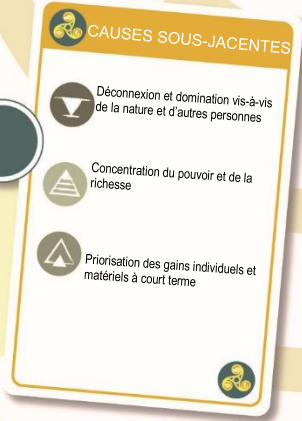 CAUSES SOUS-JACENTES
Déconnexion et domination vis-à-vis
de la nature et d'autres personnes
Concentration du pouvoir et de la
richesse
Priorisation des gains individuels et
matériels à court terme